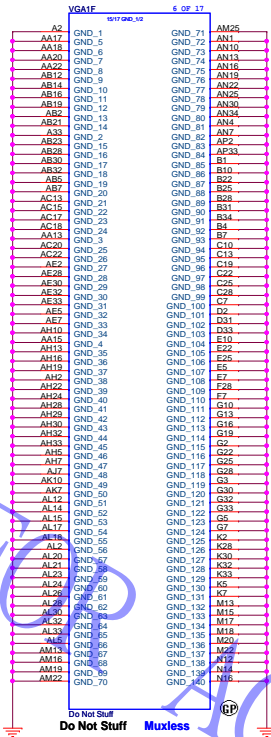 VGA1F 6 OF 17
15/17 GND_1/2
A2 GND_1 GND_71 AM25
AA17 GND_5 GND_72 AN1
AA18 GND_6 GND_73 AN10
AA20 GND_7 GND_74 AN13
AA22 GND_8 GND_75 AN16
AB12 GND_9 GND_76 AN19
AB14 GND_10 GND_77 AN22
AB16 GND_11 GND_78 AN25
AB19 GND_12 GND_79 AN30
AB2 GND_13 GND_80 AN34
AB21 GND_14 GND_81 AN4
A33 GND_2 GND_82 AN7
AB23 GND_15 GND_83 AP2
AB28 GND_16 GND_84 AP33
AB30 GND_17 GND_85 B1
AB32 GND_18 GND_86 B10
AB5 GND_19 GND_87 B22
AB7 GND_20 GND_88 B25
AC13 GND_21 GND_89 B28
AC15 GND_22 GND_90 B31
AC17 GND_23 GND_91 B34
AC18 GND_24 GND_92 B4
AA13 GND_3 GND_93 B7
AC20 GND_25 GND_94 C10
AC22 GND_26 GND_95 C13
AE2 GND_27 GND_96 C19
AE28 GND_28 GND_97 C22
AE30 GND_29 GND_98 C25
AE32 GND_30 GND_99 C28
AE33 GND_31 GND_100 C7
AE5 GND_32 GND_101 D2
AE7 GND_33 GND_102 D31
AH10 GND_34 GND_103 D33
AA15 GND_4 GND_104 E10
AH13 GND_35 GND_105 E22
AH16 GND_36 GND_106 E25
AH19 GND_37 GND_107 E5
AH2 GND_38 GND_108 E7
AH22 GND_39 GND_109 F28
AH24 GND_40 GND_110 F7
AH28 GND_41 GND_111 G10
AH29 GND_42 GND_112 G13
AH30 GND_43 GND_113 G16
AH32 GND_44 GND_114 G19
AH33 GND_45 GND_115 G2
AH5 GND_46 GND_116 G22
AH7 GND_47 GND_117 G25
AJ7 GND_48 GND_118 G28
AK10 GND_49 GND_119 G3
AK7 GND_50 GND_120 G30
AL12 GND_51 GND_121 G32
AL14 GND_52 GND_122 G33
AL15 GND_53 GND_123 G5
AL17 GND_54 GND_124 G7
AL18 GND_55 GND_125 K2
AL2 GND_56 GND_126 K28
AL20 GND_57 GND_127 K30
AL21 GND_58 GND_128 K32
AL23 GND_59 GND_129 K33
AL24 GND_60 GND_130 K5
AL26 GND_61 GND_131 K7
AL28 GND_62 GND_132 M13
AL30 GND_63 GND_133 M15
AL32 GND_64 GND_134 M17
AL33 GND_65 GND_135 M18
AL5 GND_66 GND_136 M20
AM13 GND_67 GND_137 M22
AM16 GND_68 GND_138 N12
AM19 GND_69 GND_139 N14
AM22 GND_70 GND_140 N16
GP
Do Not Stuff
Do Not Stuff Muxless